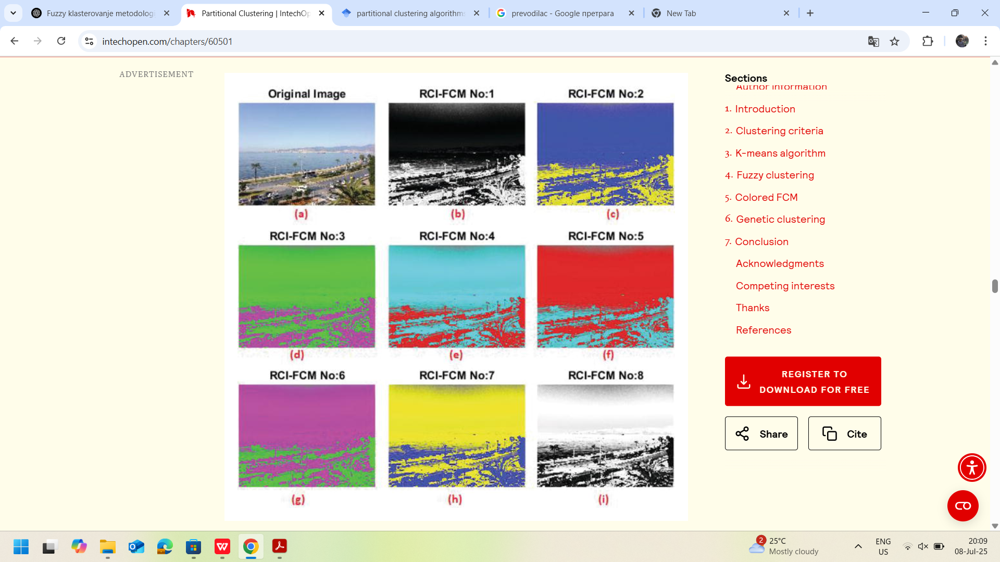 Fuzzy klasterovanje metodologi
Partitional Clustering | IntechOp
partitional clustering algorithms
prevodilac - Google претрага
New Tab
intechopen.com/chapters/60501
ADVERTISEMENT
Original Image
RCI-FCM No:1
RCI-FCM No:2
(a)
(b)
(c)
RCI-FCM No:3
RCI-FCM No:4
RCI-FCM No:5
(d)
(e)
(f)
RCI-FCM No:6
RCI-FCM No:7
RCI-FCM No:8
(g)
(h)
(i)
Sections
Author information
1. Introduction
2. Clustering criteria
3. K-means algorithm
4. Fuzzy clustering
5. Colored FCM
6. Genetic clustering
7. Conclusion
Acknowledgments
Competing interests
Thanks
References
REGISTER TO
DOWNLOAD FOR FREE
Share
Cite
2
25°C
Mostly cloudy
ENG
US
20:09
08-Jul-25